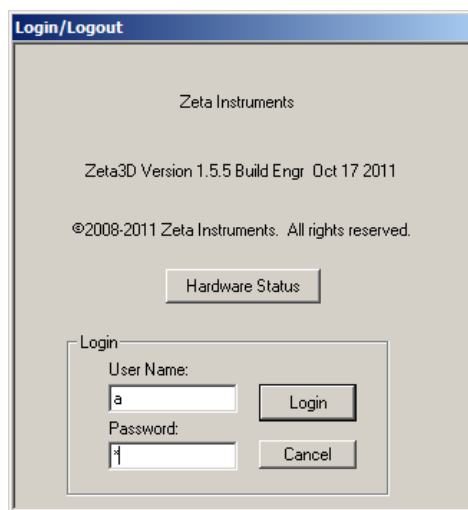 Login/Logout
Zeta Instruments
Zeta3D Version 1.5.5 Build Engr Oct 17 2011
©2008-2011 Zeta Instruments. All rights reserved.
Hardware Status
Login
User Name:
a
Login
Password:
*
Cancel